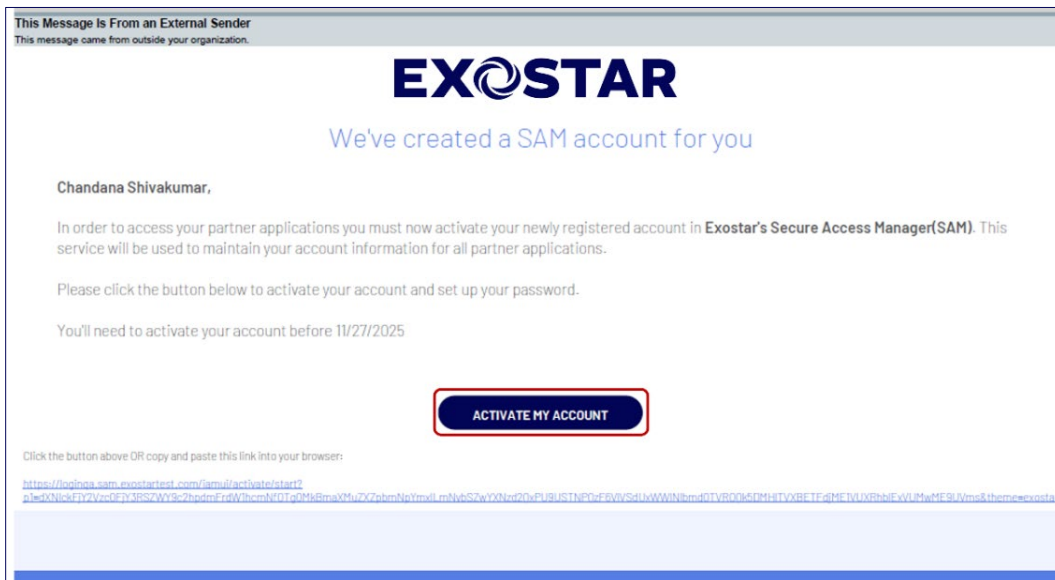 This Message Is From an External Sender
This message came from outside your organization.
EXOSTAR
We've created a SAM account for you
Chandana Shivakumar,
In order to access your partner applications you must now activate your newly registered account in Exostar's Secure Access Manager(SAM). This
service will be used to maintain your account information for all partner applications.
Please click the button below to activate your account and set up your password.
You'll need to activate your account before 11/27/2025
ACTIVATE MY ACCOUNT
Click the button above OR copy and paste this link into your browser:
https://loginqa.sam.exostartest.com/iamui/activate/start?